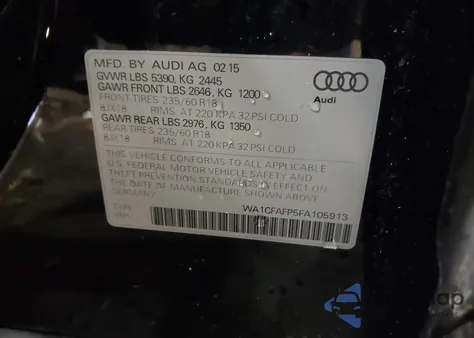 MFD. BY AUDI AG 02 15
GVWR LBS 5390, KG 2445
GAWR FRONT LBS 2646, KG 1200
FRONT TIRES 235/60 R18
8JX18 RIMS AT 220 KPA 32 PSI COLD
GAWR REAR LBS 2976, KG 1350
REAR TIRES 235/60 R18
8JX18 RIMS AT 220 KPA 32 PSI COLD
THIS VEHICLE CONFORMS TO ALL APPLICABLE
U.S. FEDERAL MOTOR VEHICLE SAFETY AND
THEFT PREVENTION STANDARDS IN EFFECT ON
THE DATE OF MANUFACTURE SHOWN ABOVE
GERMANY
TYPE
WA1CFAFP5FA105913
Audi